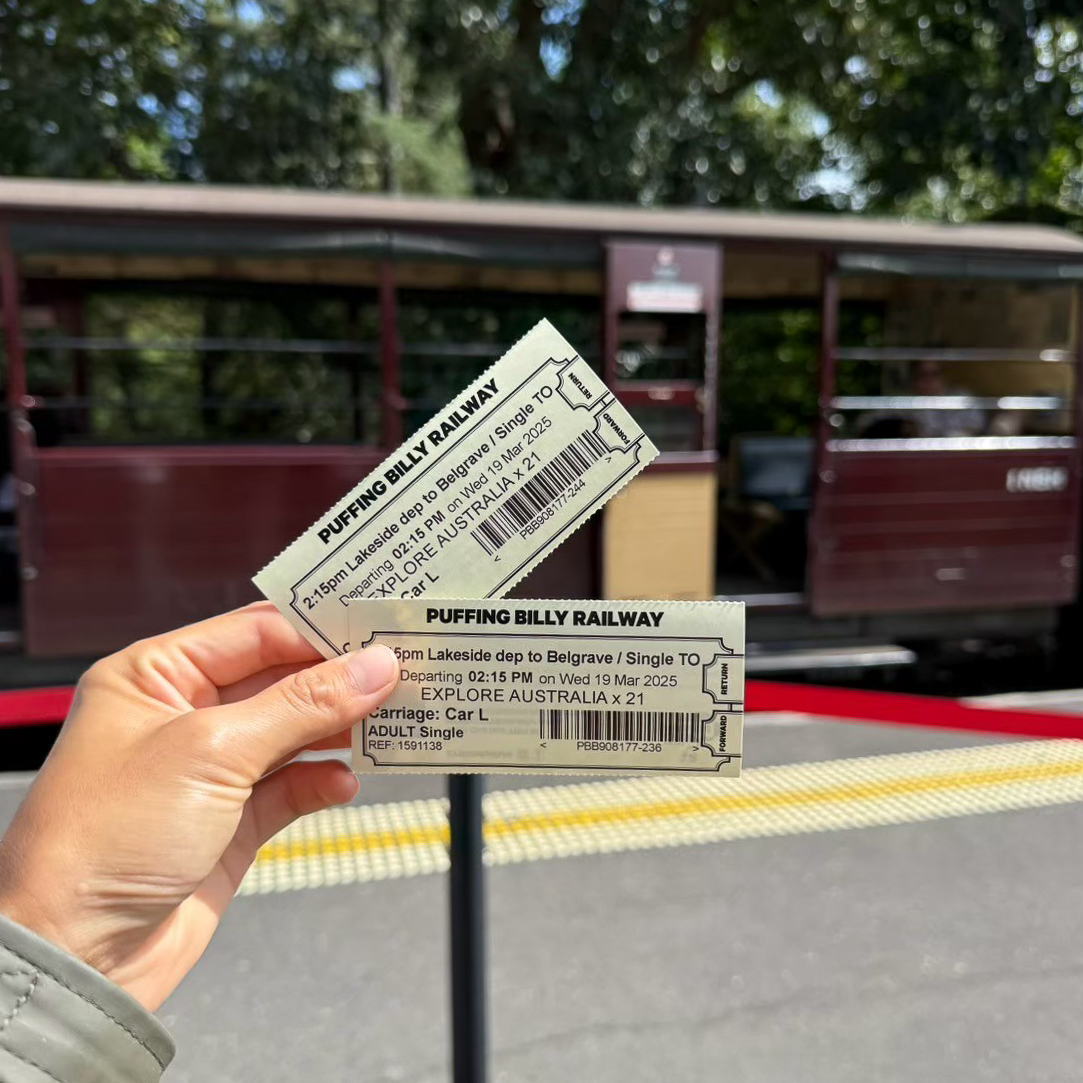 PUFFING BILLY RAILWAY
2:15pm Lakeside dep to Belgrave / Single TO
Departing 02:15 PM on Wed 19 Mar 2025
EXPLORE AUSTRALIA x 21
Car L
PBB908177-244
< >
RETURN
FORWARD
PUFFING BILLY RAILWAY
5pm Lakeside dep to Belgrave / Single TO
Departing 02:15 PM on Wed 19 Mar 2025
EXPLORE AUSTRALIA x 21
Carriage: Car L
ADULT Single
REF: 1591138
< PBB908177-236 >
RETURN
FORWARD